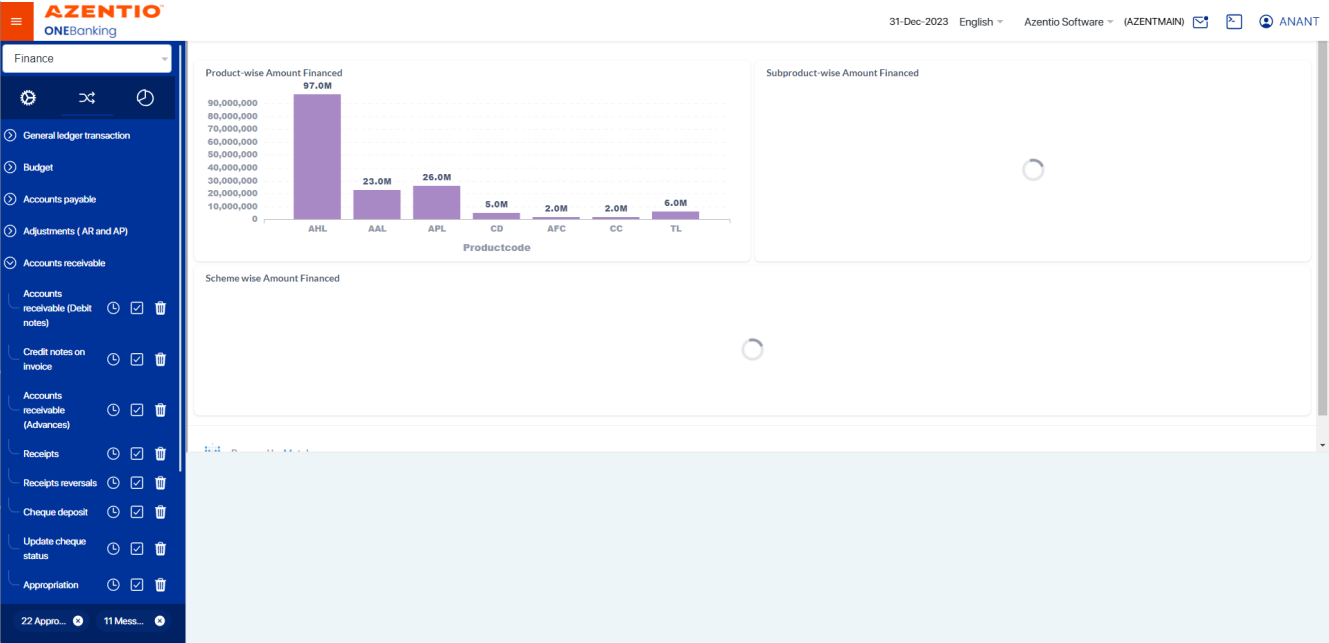 AZENTIO
ONEBanking
31-Dec-2023 English Azentio Software (AZENTMAIN) ANANT
Finance
General ledger transaction
Budget
Accounts payable
Adjustments ( AR and AP)
Accounts receivable
Accounts
receivable (Debit
notes)
Credit notes on
invoice
Accounts
receivable
(Advances)
Receipts
Receipts reversals
Cheque deposit
Update cheque
status
Appropriation
22 Appro...
11 Mess...
Product-wise Amount Financed
97.0M
90,000,000
80,000,000
70,000,000
60,000,000
50,000,000
40,000,000
30,000,000
20,000,000
10,000,000
0
23.0M
26.0M
5.0M
2.0M
2.0M
6.0M
AHL AAL APL CD AFC CC TL
Productcode
Subproduct-wise Amount Financed
Scheme wise Amount Financed